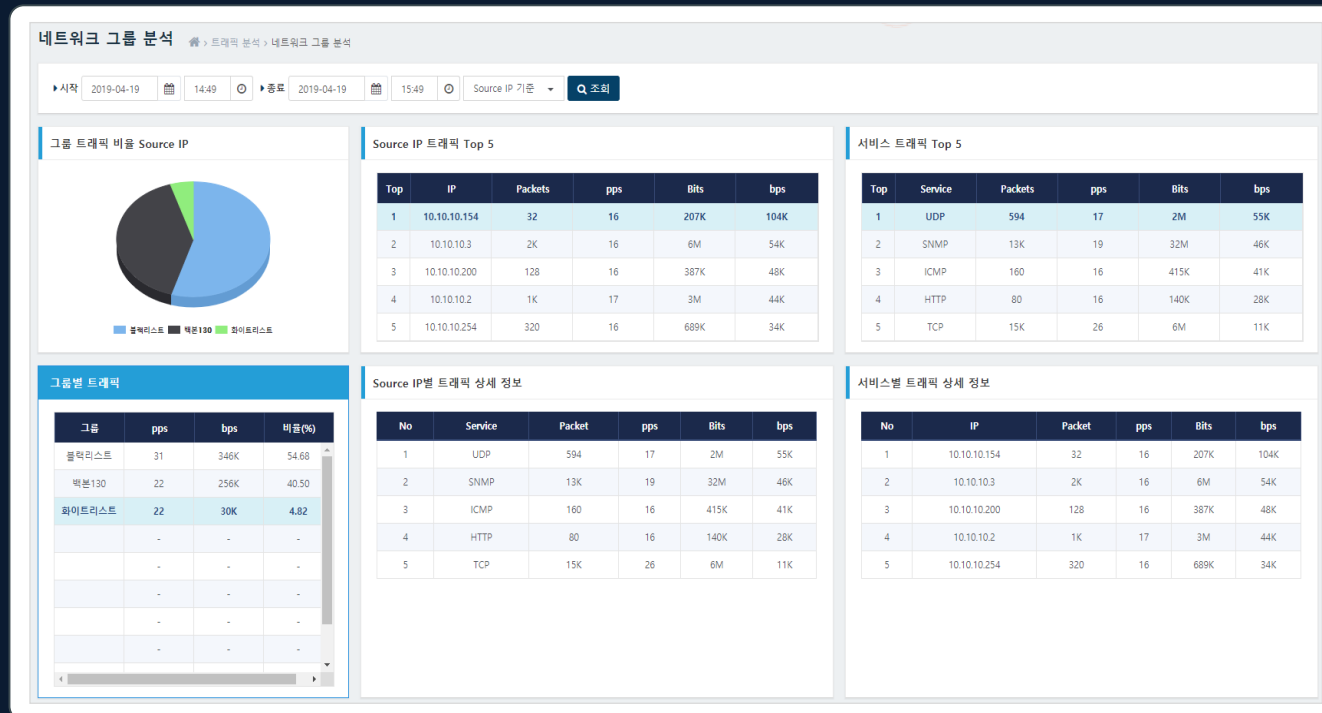 네트워크 그룹 분석 > 트래픽 분석 > 네트워크 그룹 분석
시작 2019-04-19 14:49 종료 2019-04-19 15:49 Source IP 기준 조회
그룹 트래픽 비율 Source IP
블랙리스트 백본130 화이트리스트
Source IP 트래픽 Top 5
Top IP Packets pps Bits bps
1 10.10.10.154 32 16 207K 104K
2 10.10.10.3 2K 16 6M 54K
3 10.10.10.200 128 16 387K 48K
4 10.10.10.2 1K 17 3M 44K
5 10.10.10.254 320 16 689K 34K
서비스 트래픽 Top 5
Top Service Packets pps Bits bps
1 UDP 594 17 2M 55K
2 SNMP 13K 19 32M 46K
3 ICMP 160 16 415K 41K
4 HTTP 80 16 140K 28K
5 TCP 15K 26 6M 11K
그룹별 트래픽
그룹 pps bps 비율(%)
블랙리스트 31 346K 54.68
백본130 22 256K 40.50
화이트리스트 22 30K 4.82
- - -
- - -
- - -
- - -
- - -
Source IP별 트래픽 상세 정보
No Service Packet pps Bits bps
1 UDP 594 17 2M 55K
2 SNMP 13K 19 32M 46K
3 ICMP 160 16 415K 41K
4 HTTP 80 16 140K 28K
5 TCP 15K 26 6M 11K
서비스별 트래픽 상세 정보
No IP Packet pps Bits bps
1 10.10.10.154 32 16 207K 104K
2 10.10.10.3 2K 16 6M 54K
3 10.10.10.200 128 16 387K 48K
4 10.10.10.2 1K 17 3M 44K
5 10.10.10.254 320 16 689K 34K